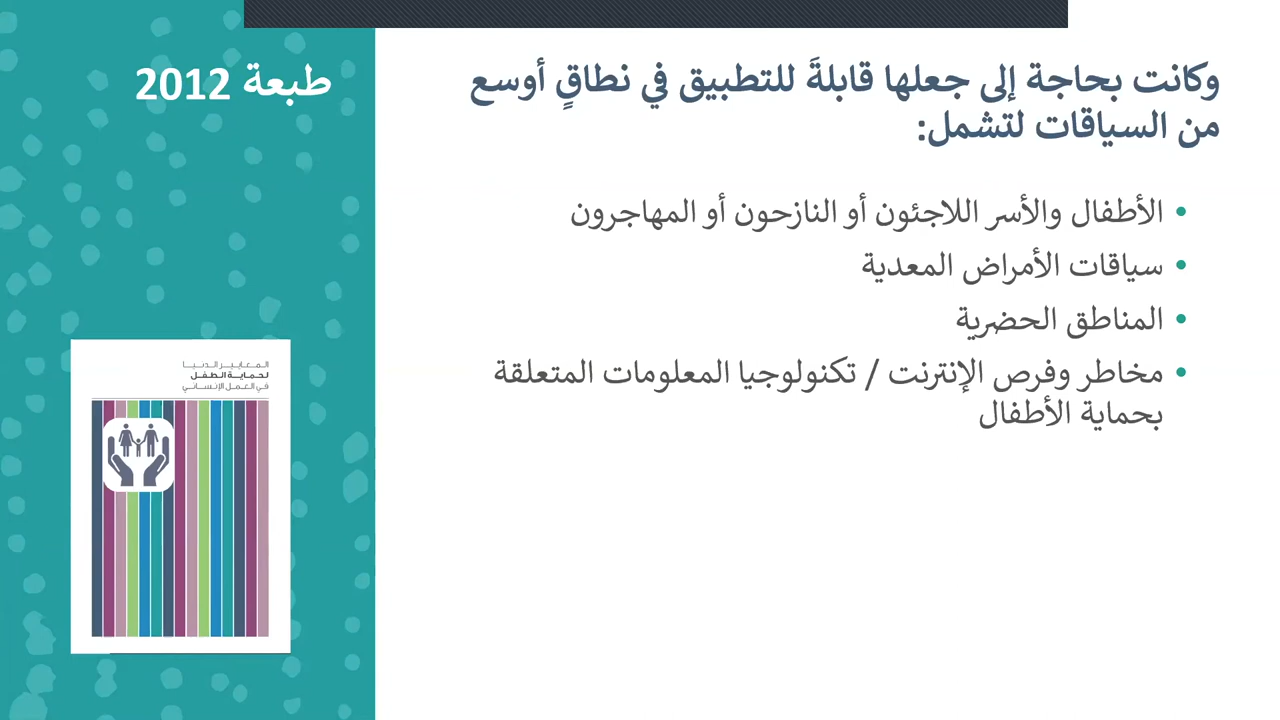 طبعة 2012
وكانت بحاجة إلى جعلها قابلةَ للتطبيق في نطاقٍ أوسع
من السياقات لتشمل:
• الأطفال والأسر اللاجئون أو النازحون أو المهاجرون
• سياقات الأمراض المعدية
• المناطق الحضرية
• مخاطر وفرص الإنترنت / تكنولوجيا المعلومات المتعلقة
بحماية الأطفال
المعايير الدنيا
لحماية الطفل
في العمل الإنساني